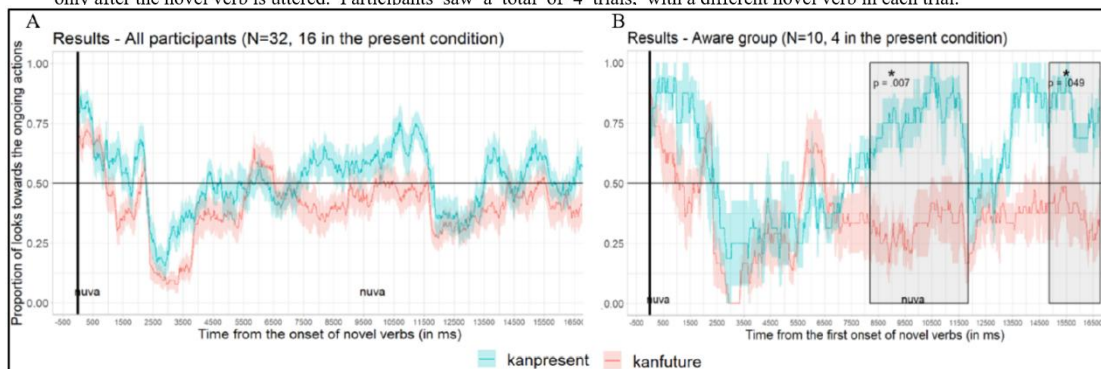 only after the novel verb is uttered. Participants saw a total of 4 trials, with a different novel verb in each trial.
A
Results - All participants (N=32, 16 in the present condition)
Proportion of looks towards the ongoing actions
1.00
0.75
0.50
0.25
0.00
nuva
nuva
-500 500 1500 2500 3500 4500 5500 6500 7500 8500 9500 10500 11500 12500 13500 14500 15500 16500
Time from the onset of novel verbs (in ms)
B
Results - Aware group (N=10, 4 in the present condition)
1.00
0.75
0.50
0.25
0.00
*
p = .007
*
p = .049
nuva
nuva
-500 500 1500 2500 3500 4500 5500 6500 7500 8500 9500 10500 11500 12500 13500 14500 15500 16500
Time from the first onset of novel verbs (in ms)
kanpresent kanfuture